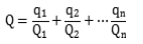 Q = q1/Q1 + q2/Q2 + ⋯ qn/Qn